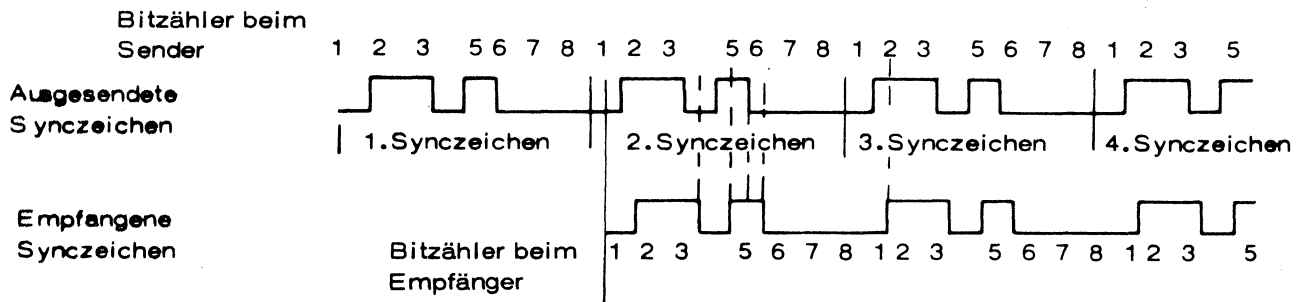 Bitzähler beim
Sender
1 2 3 5 6 7 8 1 2 3 5 6 7 8 1 2 3 5 6 7 8 1 2 3 5
Ausgesendete
Synczeichen
1.Synczeichen 2.Synczeichen 3.Synczeichen 4.Synczeichen
Empfangene
Synczeichen
Bitzähler beim
Empfänger
1 2 3 5 6 7 8 1 2 3 5 6 7 8 1 2 3 5